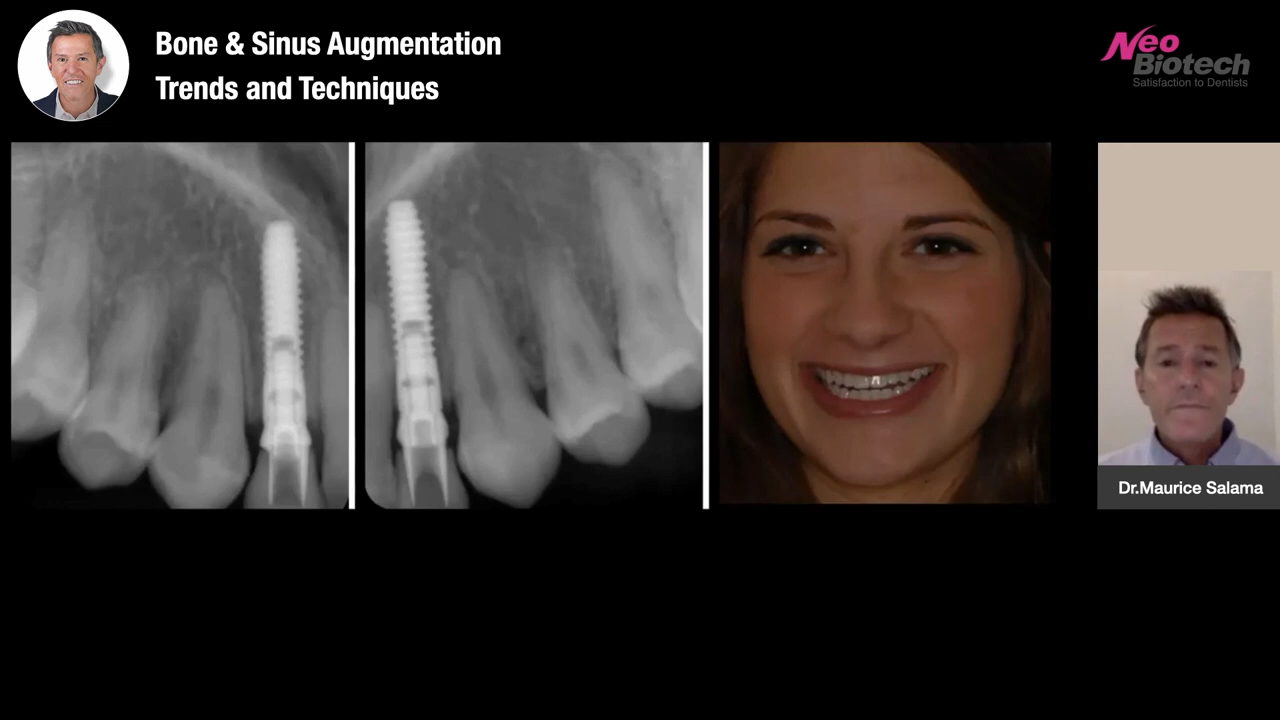 Bone & Sinus Augmentation
Trends and Techniques
Neo
Biotech
Satisfaction to Dentists
Dr.Maurice Salama